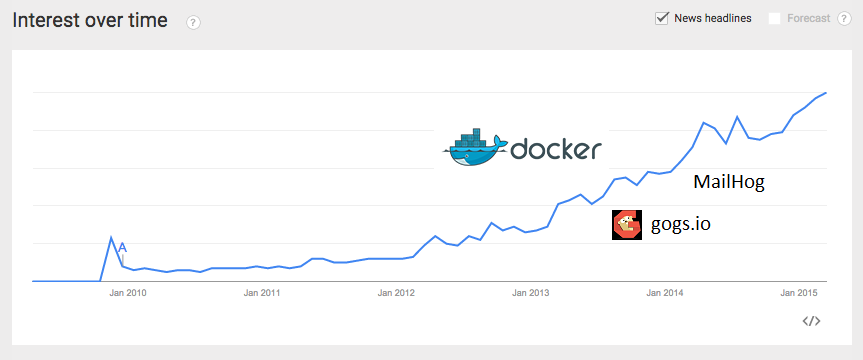 Interest over time ?
News headlines
Forecast ?
docker
MailHog
gogs.io
A
Jan 2010 Jan 2011 Jan 2012 Jan 2013 Jan 2014 Jan 2015
</>